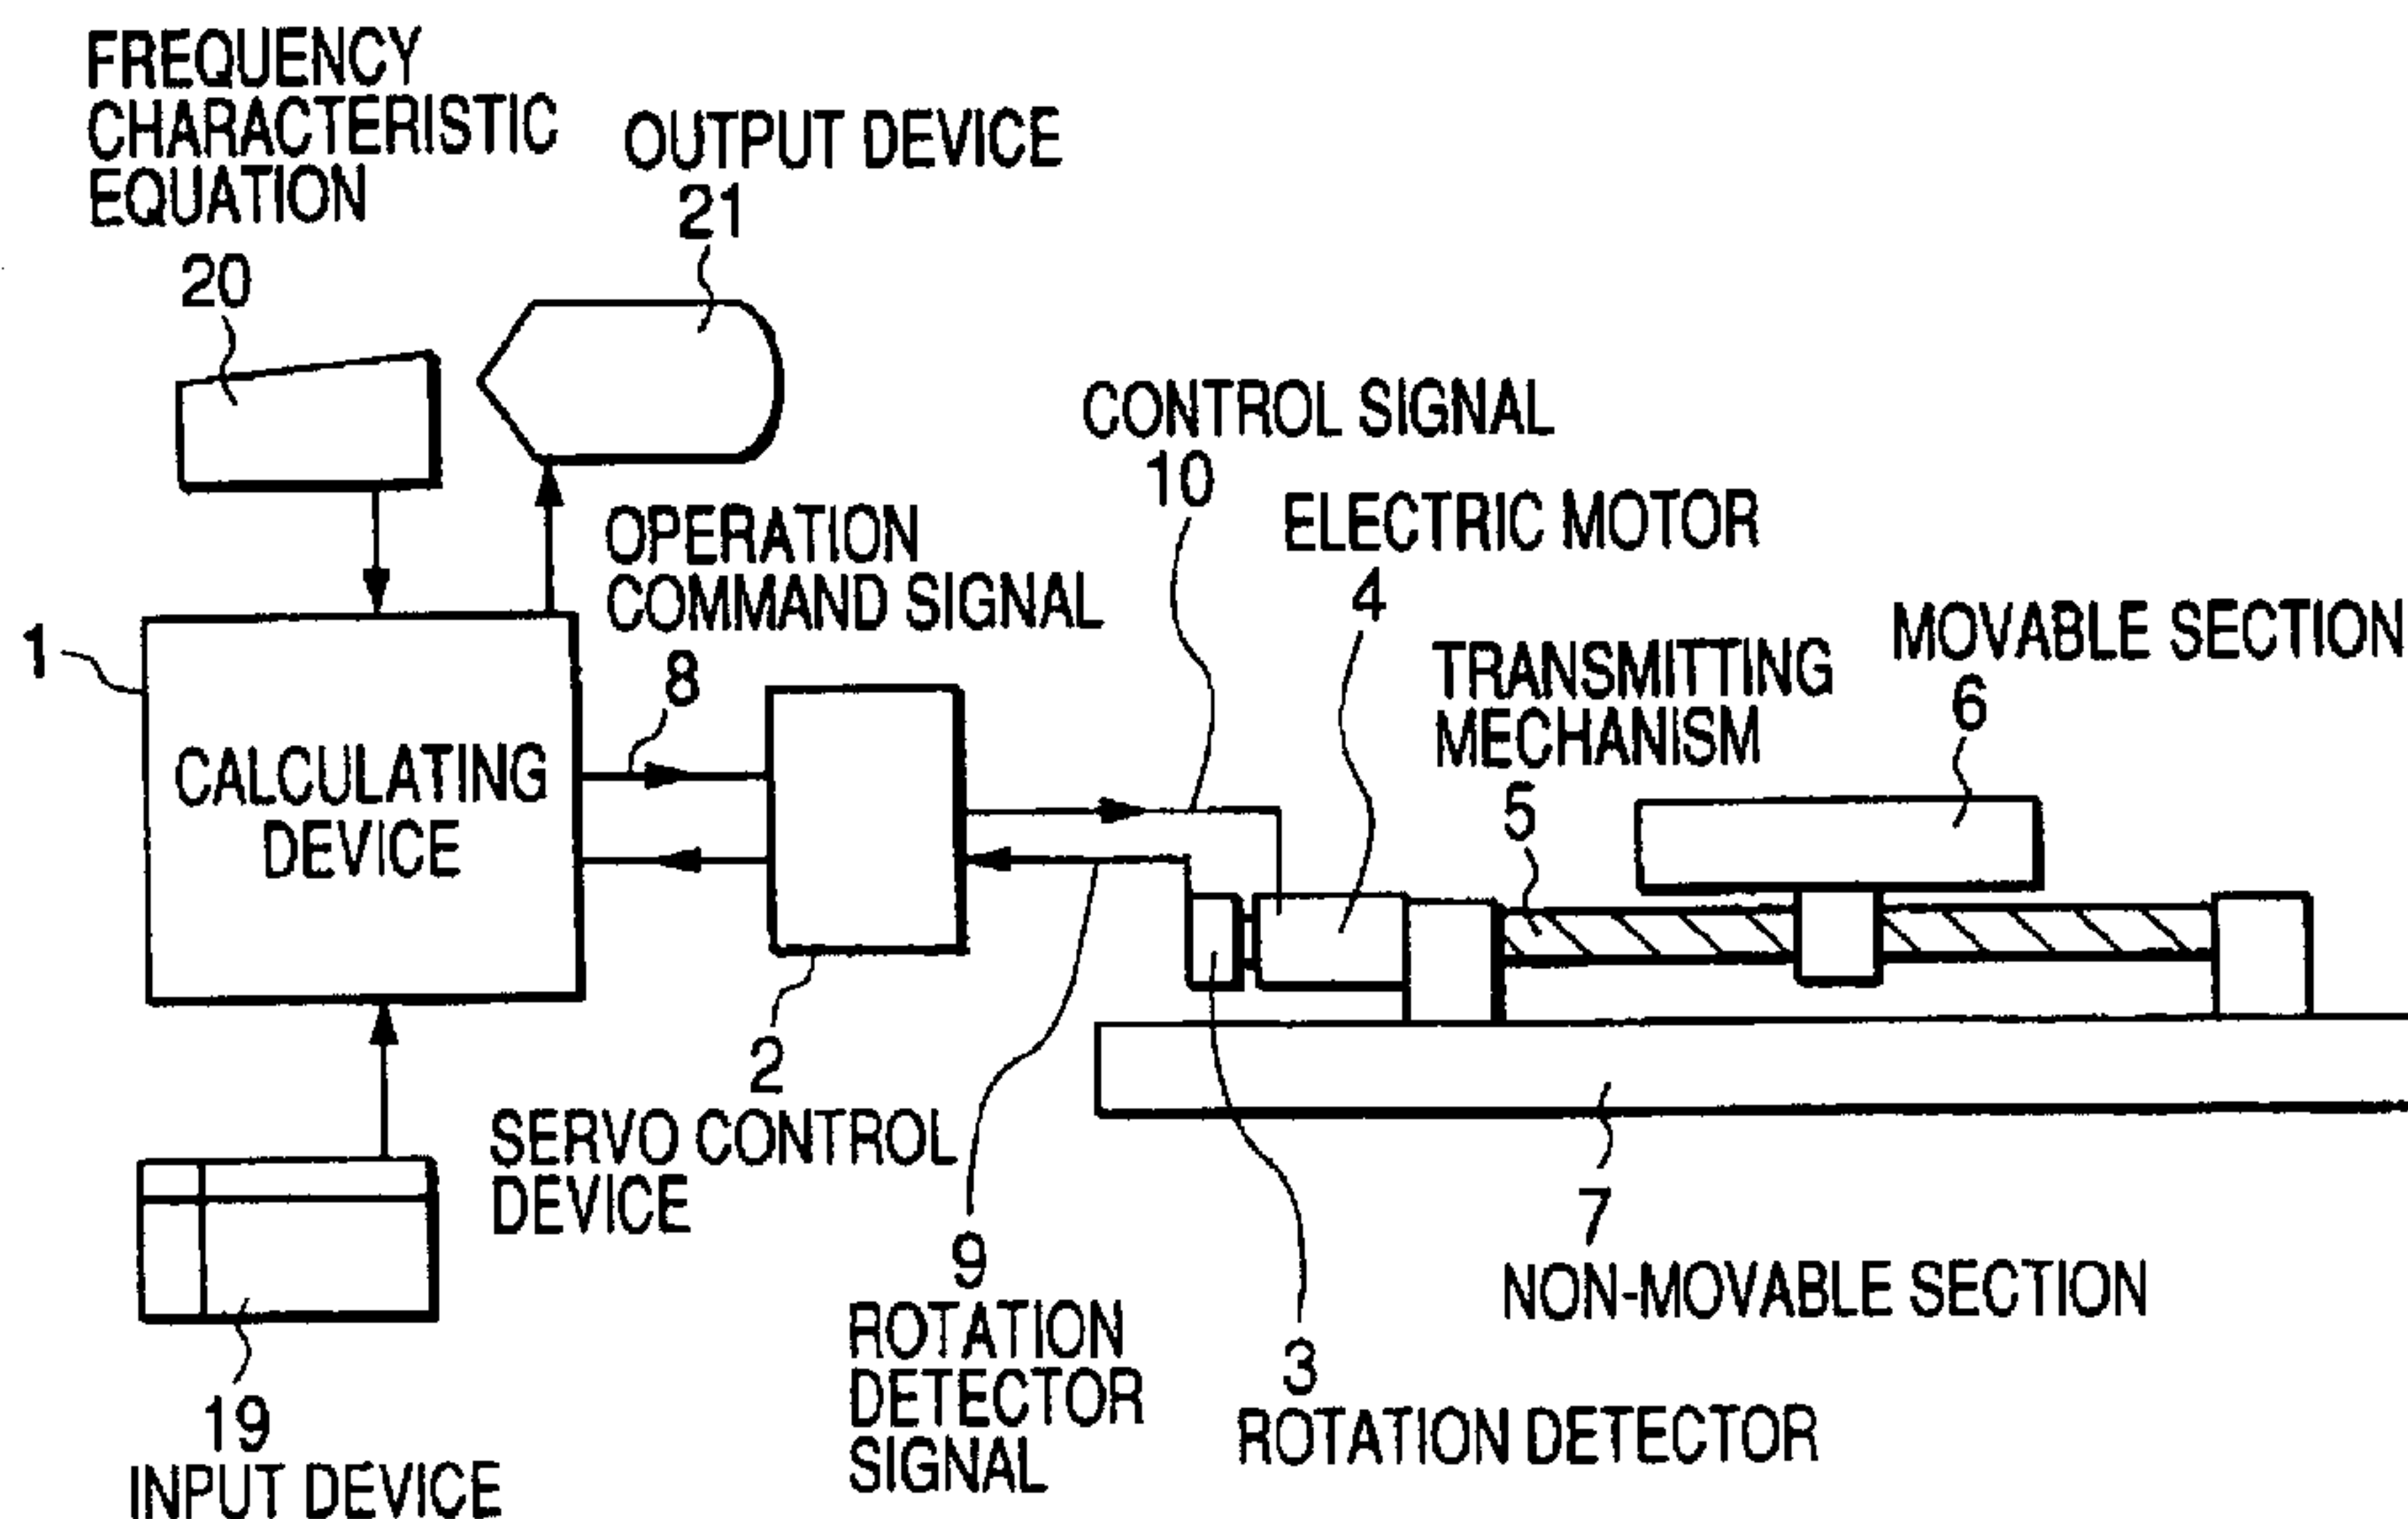 FREQUENCY
CHARACTERISTIC
EQUATION
20
OUTPUT DEVICE
21
CONTROL SIGNAL
10
ELECTRIC MOTOR
4
OPERATION
COMMAND SIGNAL
8
MOVABLE SECTION
6
TRANSMITTING
MECHANISM
5
1
CALCULATING
DEVICE
2
SERVO CONTROL
DEVICE
9
ROTATION
DETECTOR
SIGNAL
7
NON-MOVABLE SECTION
3
ROTATION DETECTOR
19
INPUT DEVICE